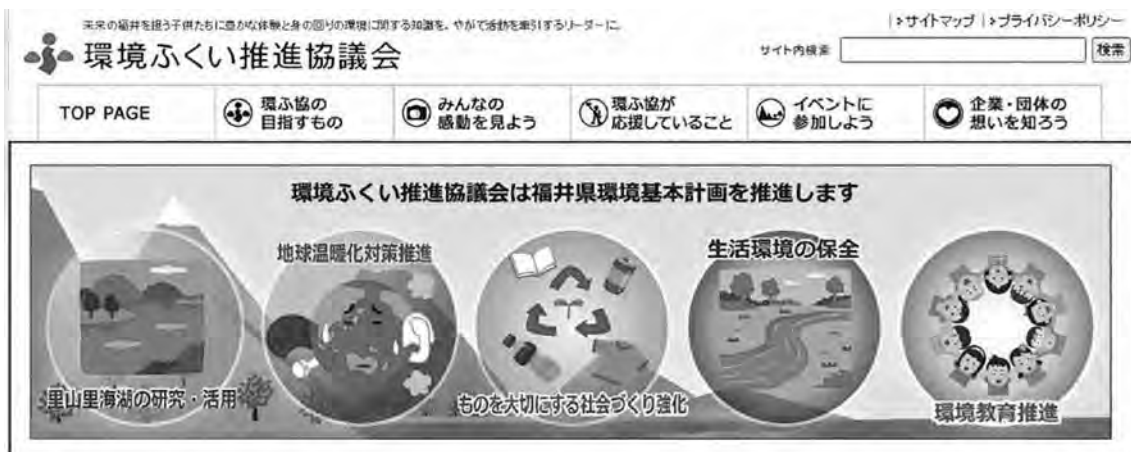 未来の福井を担う子供たちに豊かな体験と身の回りの環境に関する知識を、やがて活動を牽引するリーダーに。
|>サイトマップ |>プライバシーポリシー
環境ふくい推進協議会
サイト内検索
検索
TOP PAGE
環ふ協の
目指すもの
みんなの
感動を見よう
環ふ協が
応援していること
イベントに
参加しよう
企業・団体の
想いを知ろう
環境ふくい推進協議会は福井県環境基本計画を推進します
里山里海湖の研究・活用
地球温暖化対策推進
ものを大切にする社会づくり強化
生活環境の保全
環境教育推進